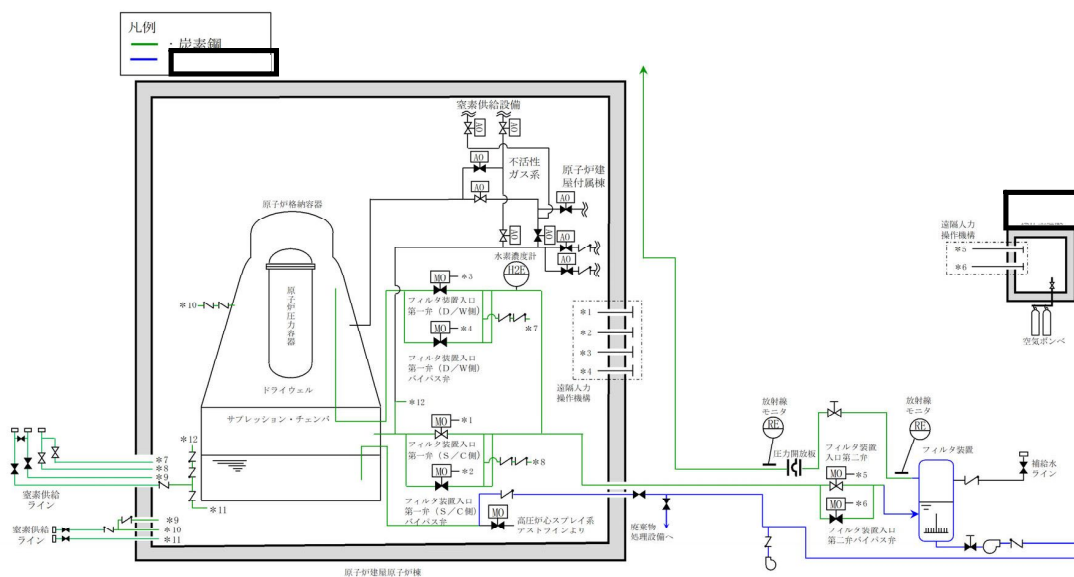 凡例
：炭素鋼
窒素供給設備
AO
AO
AO
不活性
ガス系
原子炉建
屋付属棟
AO
AO
AO
AO
AO
AO
原子炉格納容器
水素濃度計
H2E
原子炉圧力容器
*10
MO
*3
フィルタ装置入口
第一弁（D／W側）
*7
MO
*4
フィルタ装置入口
第一弁（D／W側）
バイパス弁
*1
*2
*3
*4
遠隔人力
操作機構
ドライウェル
*12
サプレッション・チェンバ
MO
*1
フィルタ装置入口
第一弁（S／C側）
*8
MO
*2
フィルタ装置入口
第一弁（S／C側）
バイパス弁
MO
高圧炉心スプレイ系
テストラインより
*12
*7
*8
*9
*11
窒素供給
ライン
*9
*10
*11
窒素供給
ライン
原子炉建屋原子炉棟
廃棄物
処理設備へ
遠隔人力
操作機構
*5
*6
空気ボンベ
放射線
モニタ
RE
圧力開放板
放射線
モニタ
RE
フィルタ装置
入口第二弁
MO
*5
MO
*6
フィルタ装置入口
第二弁バイパス弁
フィルタ装置
補給水
ライン